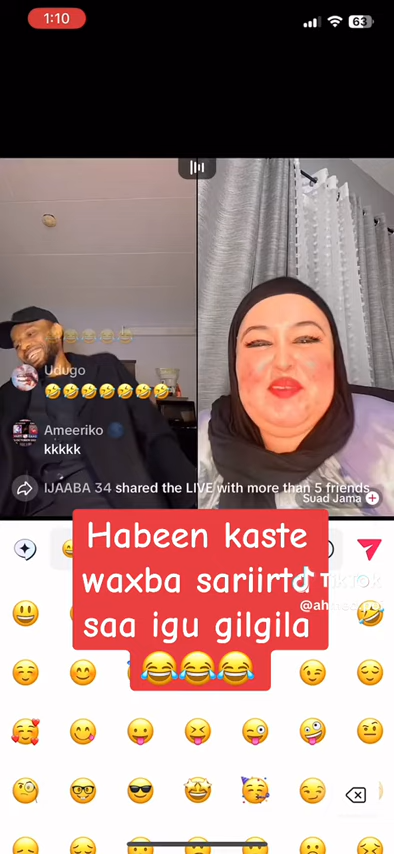 1:10
63
Udugo
🤣🤣🤣🤣🤣🤣🤣
Ameeriko
kkkkk
IJAABA 34 shared the LIVE with more than 5 friends
Suad Jama
Habeen kaste
waxba sariirta
saa igu gilgila
😂😂😂
TikTok